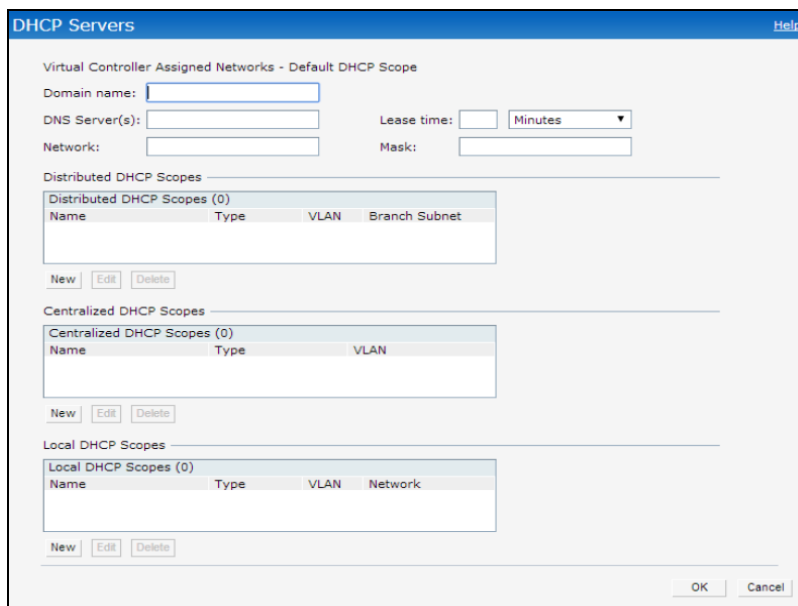 DHCP Servers Help
Virtual Controller Assigned Networks - Default DHCP Scope
Domain name:
DNS Server(s): Lease time: Minutes
Network: Mask:
Distributed DHCP Scopes
Distributed DHCP Scopes (0)
Name Type VLAN Branch Subnet
New Edit Delete
Centralized DHCP Scopes
Centralized DHCP Scopes (0)
Name Type VLAN
New Edit Delete
Local DHCP Scopes
Local DHCP Scopes (0)
Name Type VLAN Network
New Edit Delete
OK Cancel